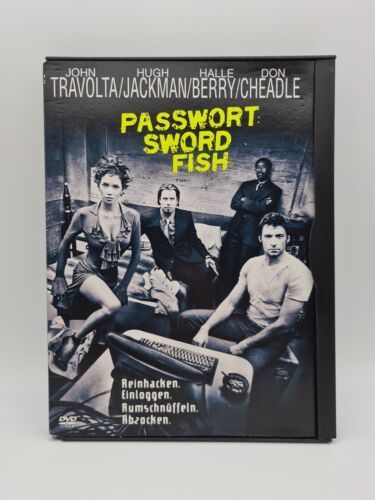 JOHN HUGH HALLE DON
TRAVOLTA/JACKMAN/BERRY/CHEADLE
PASSWORT:
SWORD
FISH
Reinhacken.
Einloggen.
Rumschnüffeln.
Abzocken.
DVD